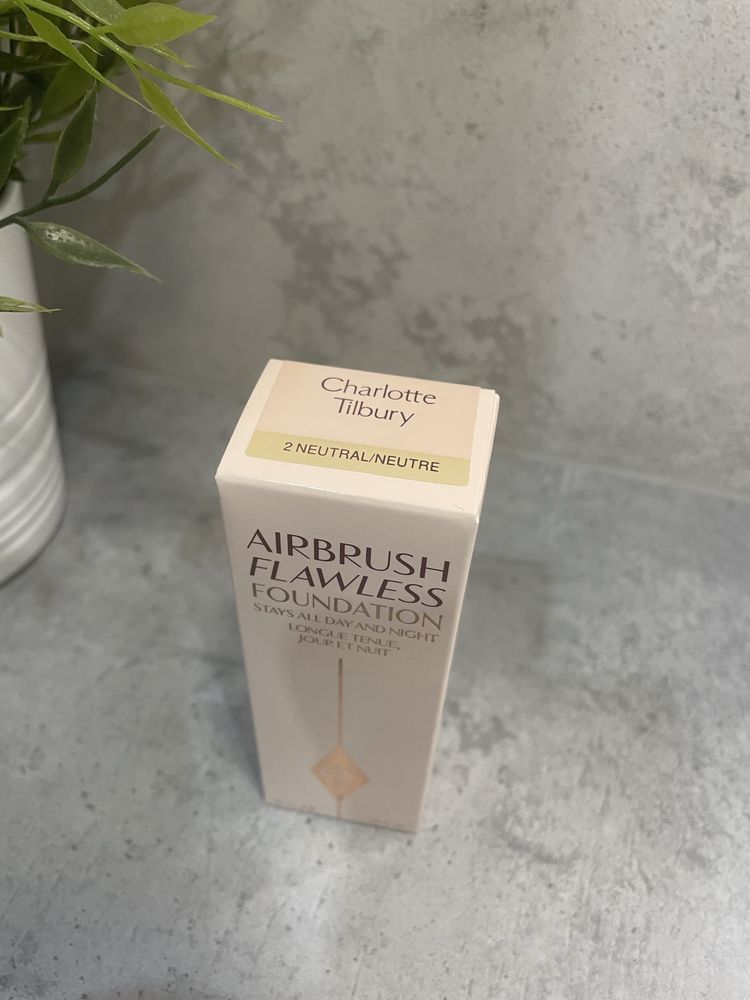 Charlotte
Tilbury
2 NEUTRAL/NEUTRE
AIRBRUSH
FLAWLESS
FOUNDATION
STAYS ALL DAY AND NIGHT
LONGUE TENUE,
JOUR ET NUIT